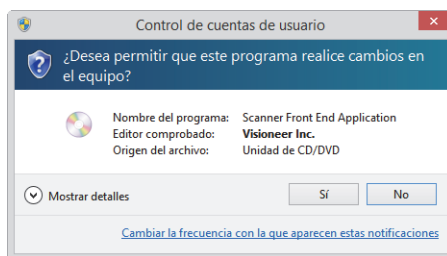 Control de cuentas de usuario
¿Desea permitir que este programa realice cambios en
el equipo?
Nombre del programa: Scanner Front End Application
Editor comprobado: Visioneer Inc.
Origen del archivo: Unidad de CD/DVD
Mostrar detalles Sí No
Cambiar la frecuencia con la que aparecen estas notificaciones